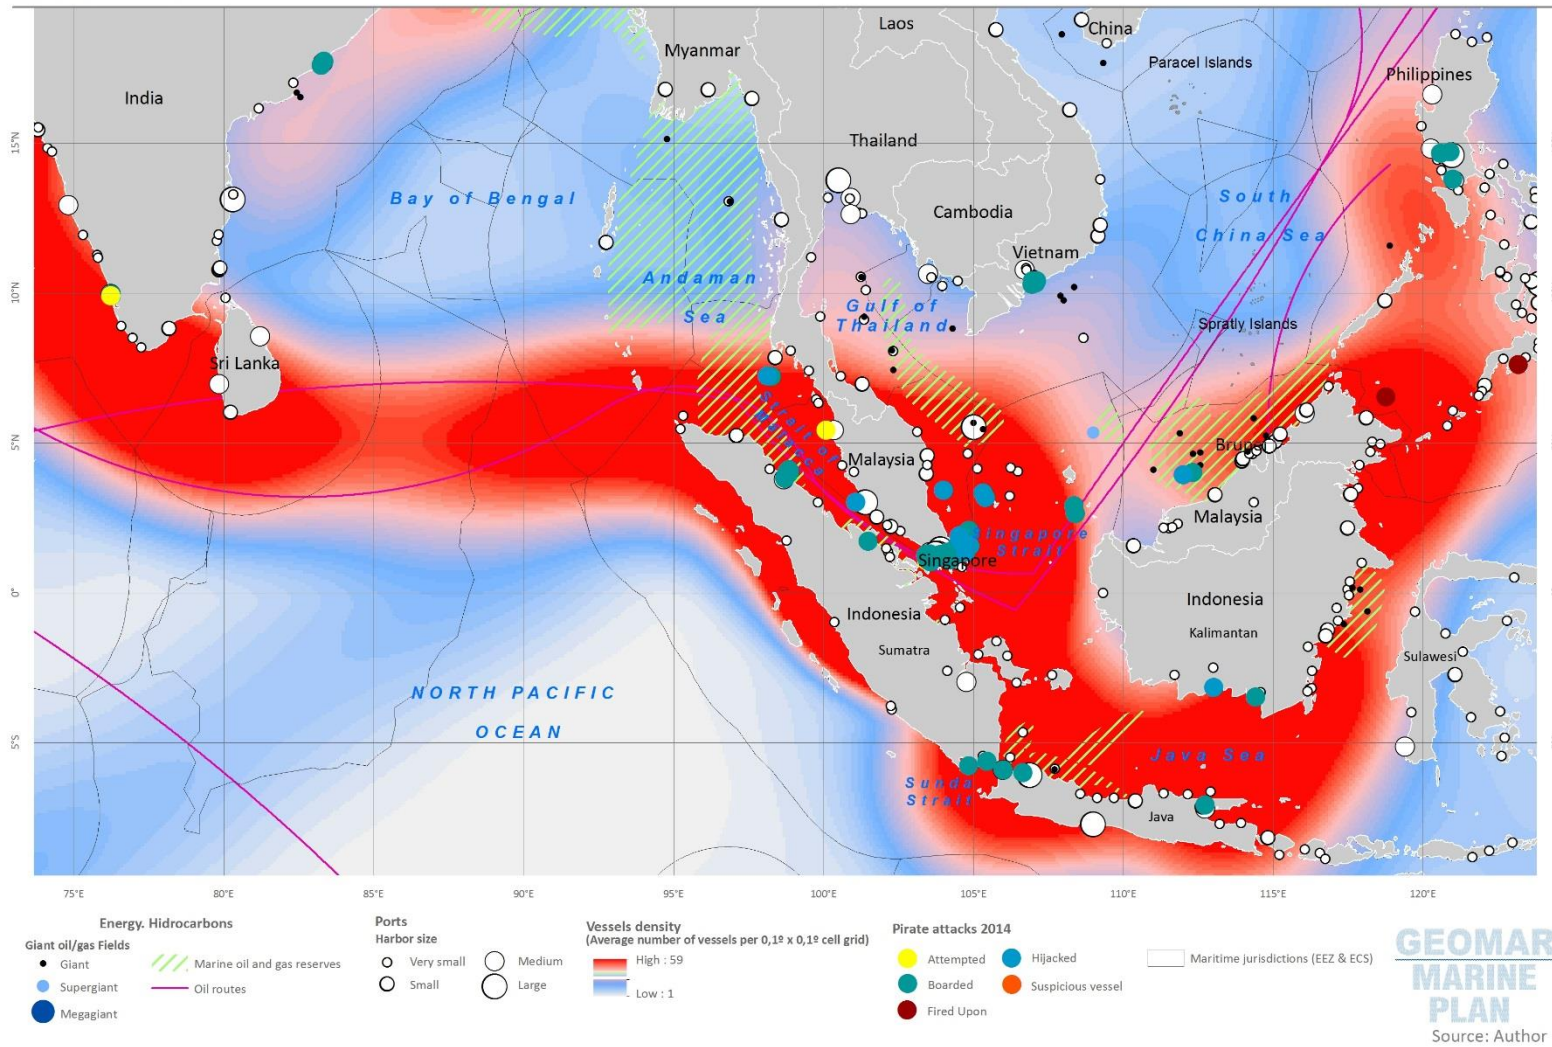 China
Laos
Myanmar
Paracel Islands
Philippines
India
15°N
Thailand
Bay of Bengal
South
Cambodia
China Sea
Vietnam
Andaman
10°N
Gulf of
Sea
Thailand
Spratly Islands
Sri Lanka
Strait of
Malacca
5°N
Malaysia
Brunei
Malaysia
Singapore
Strait
Singapore
0°
Indonesia
Indonesia
Kalimantan
Sumatra
Sulawesi
NORTH PACIFIC
OCEAN
5°S
Java Sea
Sunda
Strait
Java
75°E 80°E 85°E 90°E 95°E 100°E 105°E 110°E 115°E 120°E
Energy. Hidrocarbons
Giant oil/gas Fields
Giant
Supergiant
Megagiant
Marine oil and gas reserves
Oil routes
Ports
Harbor size
Very small
Small
Medium
Large
Vessels density
(Average number of vessels per 0,1º x 0,1º cell grid)
High : 59
Low : 1
Pirate attacks 2014
Attempted
Boarded
Fired Upon
Hijacked
Suspicious vessel
Maritime jurisdictions (EEZ & ECS)
GEOMAR
MARINE
PLAN
Source: Author